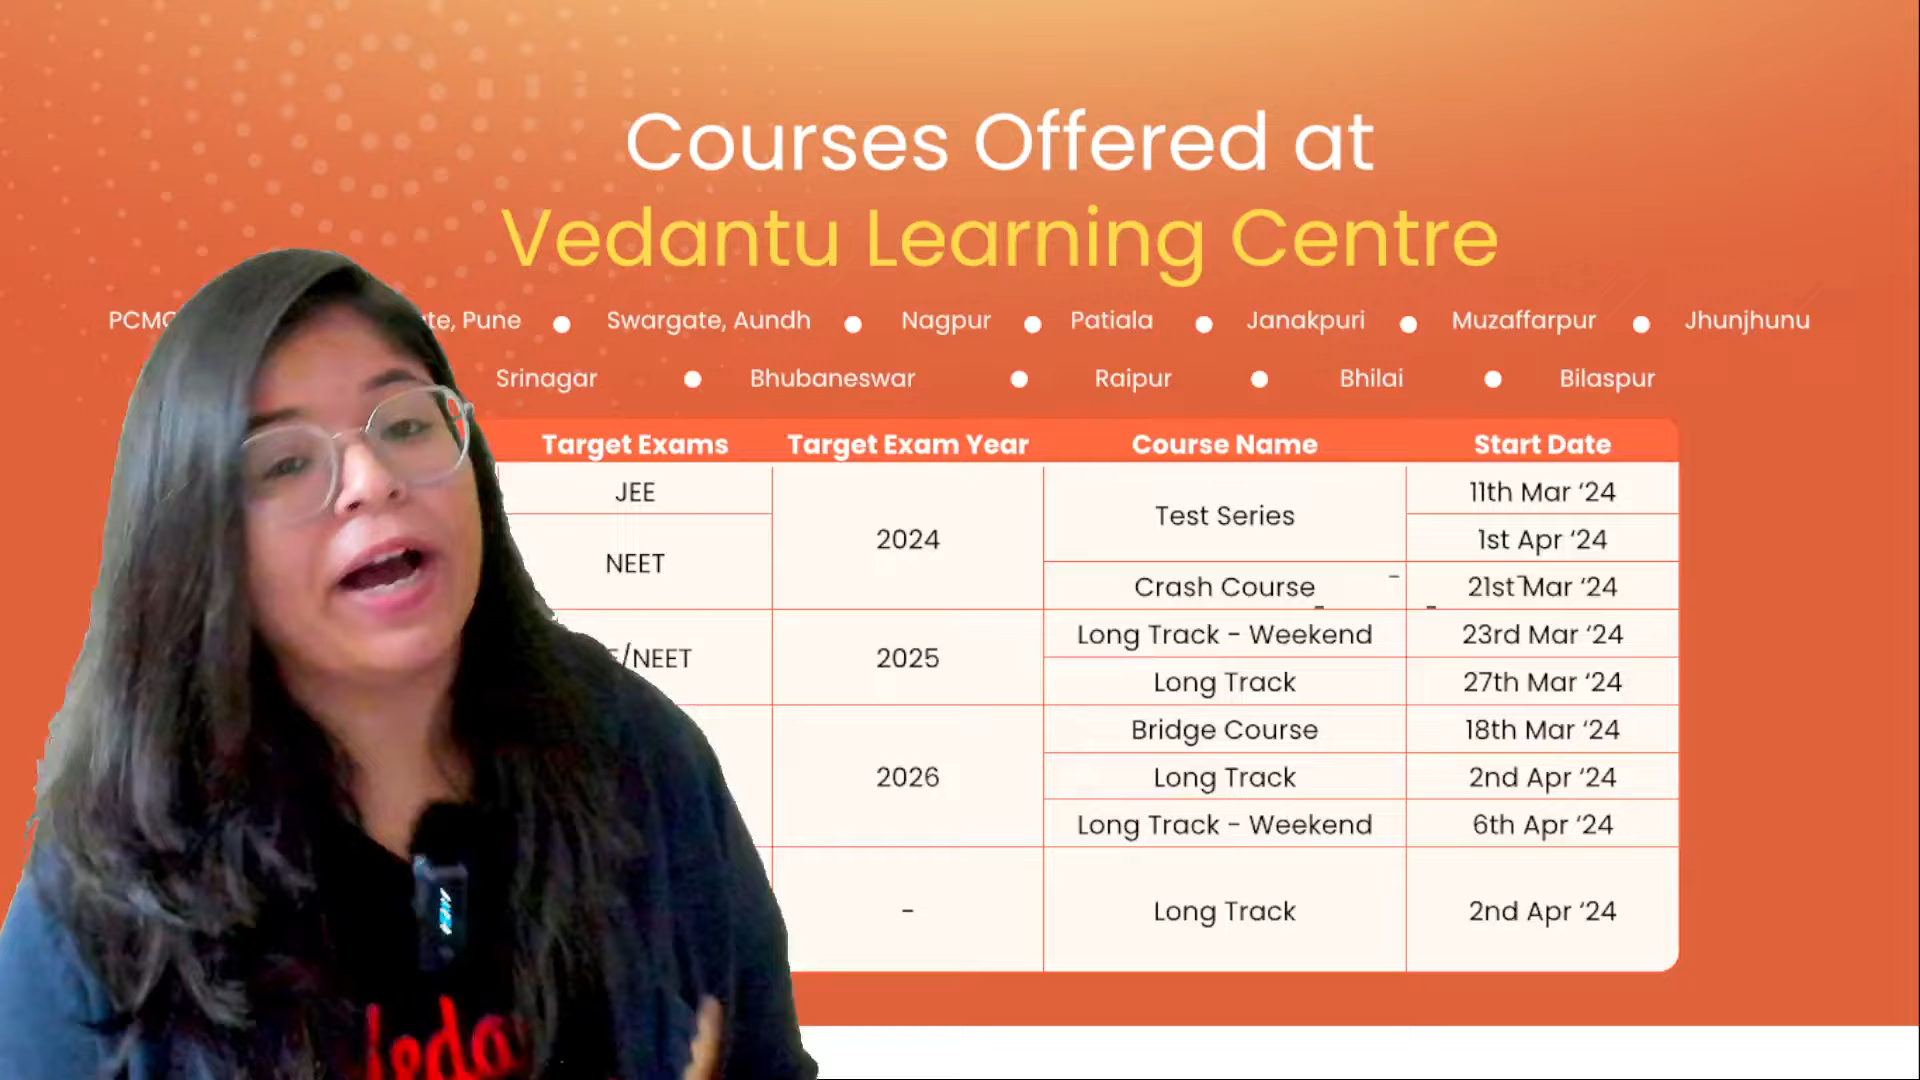 Courses Offered at
Vedantu Learning Centre
Pune • Swargate, Aundh • Nagpur • Patiala • Janakpuri • Muzaffarpur • Jhunjhunu
Srinagar • Bhubaneswar • Raipur • Bhilai • Bilaspur
Target Exams Target Exam Year Course Name Start Date
JEE 2024 Test Series 11th Mar ‘24
NEET 1st Apr ‘24
Crash Course 21st Mar ‘24
/NEET 2025 Long Track - Weekend 23rd Mar ‘24
Long Track 27th Mar ‘24
2026 Bridge Course 18th Mar ‘24
Long Track 2nd Apr ‘24
Long Track - Weekend 6th Apr ‘24
- Long Track 2nd Apr ‘24